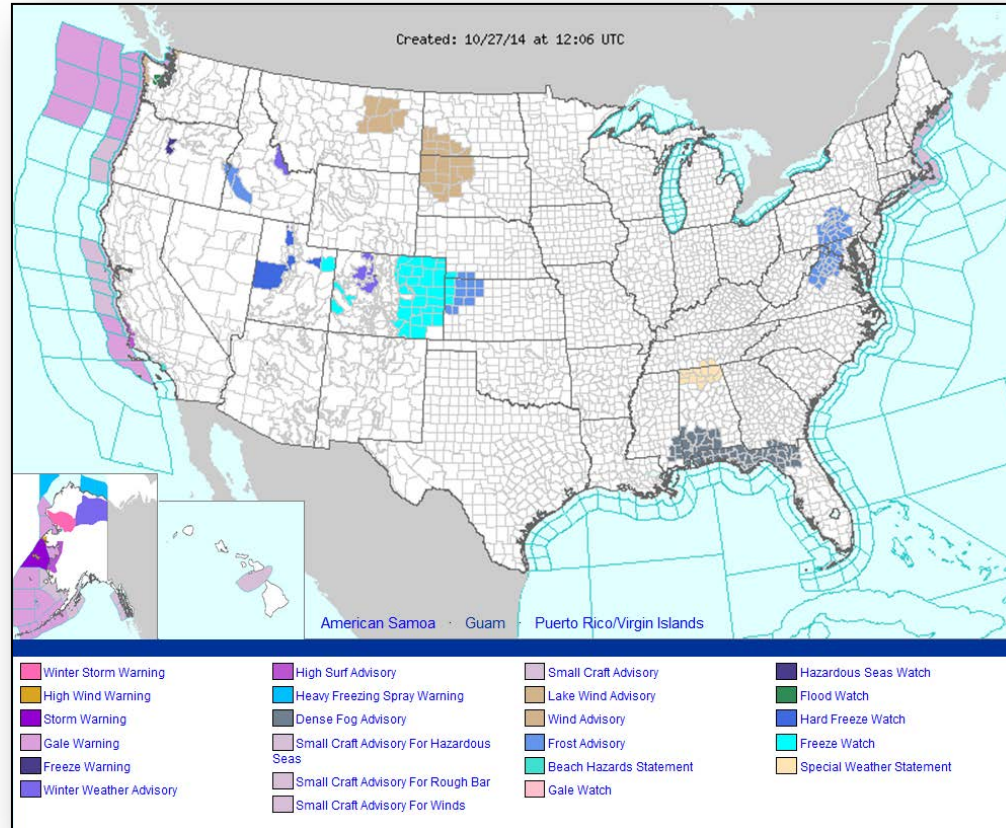 Created: 10/27/14 at 12:06 UTC
American Samoa · Guam · Puerto Rico/Virgin Islands
Winter Storm Warning
High Wind Warning
Storm Warning
Gale Warning
Freeze Warning
Winter Weather Advisory
High Surf Advisory
Heavy Freezing Spray Warning
Dense Fog Advisory
Small Craft Advisory For Hazardous
Seas
Small Craft Advisory For Rough Bar
Small Craft Advisory For Winds
Small Craft Advisory
Lake Wind Advisory
Wind Advisory
Frost Advisory
Beach Hazards Statement
Gale Watch
Hazardous Seas Watch
Flood Watch
Hard Freeze Watch
Freeze Watch
Special Weather Statement